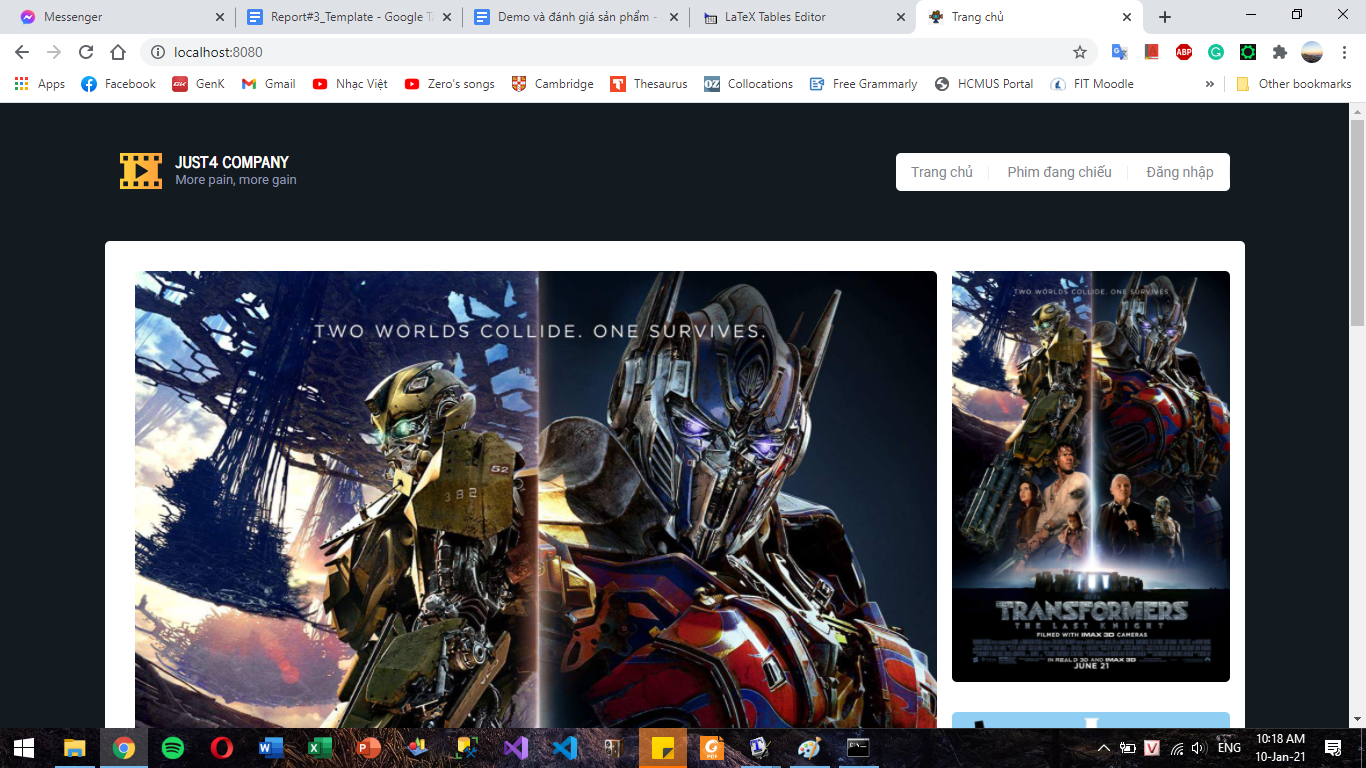 Messenger
Report#3_Template - Google T
Demo và đánh giá sản phẩm -
LaTeX Tables Editor
Trang chủ
localhost:8080
ABP
Apps
Facebook
GK
GenK
Gmail
Nhạc Việt
Zero's songs
Cambridge
Thesaurus
OZ
Collocations
Free Grammarly
HCMUS Portal
FIT Moodle
»
Other bookmarks
JUST4 COMPANY
More pain, more gain
Trang chủ
Phim đang chiếu
Đăng nhập
TWO WORLDS COLLIDE. ONE SURVIVES.
52
382
TWO WORLDS COLLIDE. ONE SURVIVES.
TRANSFORMERS
THE LAST KNIGHT
FILMED WITH IMAX 3D CAMERAS
IN REAL D 3D AND IMAX 3D
JUNE 21
ENG
10:18 AM
10-Jan-21